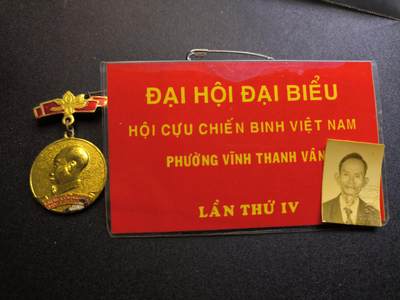 ĐẠI HỘI ĐẠI BIỂU
HỘI CỰU CHIẾN BINH VIỆT NAM
PHƯỜNG VĨNH THANH VÂN
LẦN THỨ IV